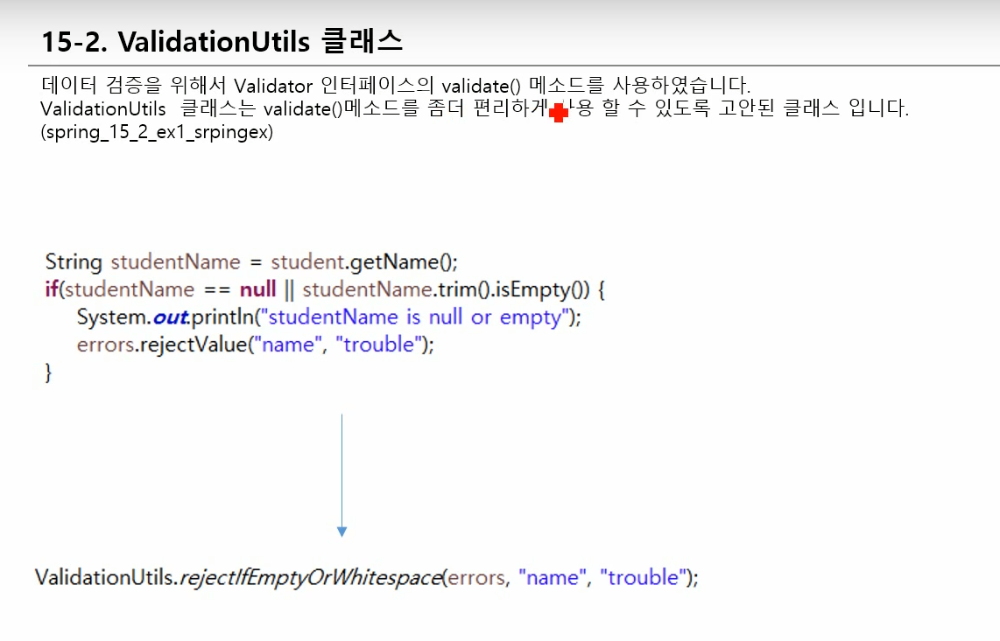 15-2. ValidationUtils 클래스
데이터 검증을 위해서 Validator 인터페이스의 validate() 메소드를 사용하였습니다.
ValidationUtils 클래스는 validate()메소드를 좀더 편리하게 사용 할 수 있도록 고안된 클래스 입니다.
(spring_15_2_ex1_srpingex)
String studentName = student.getName();
if(studentName == null || studentName.trim().isEmpty()) {
System.out.println("studentName is null or empty");
errors.rejectValue("name", "trouble");
}
ValidationUtils.rejectIfEmptyOrWhitespace(errors, "name", "trouble");